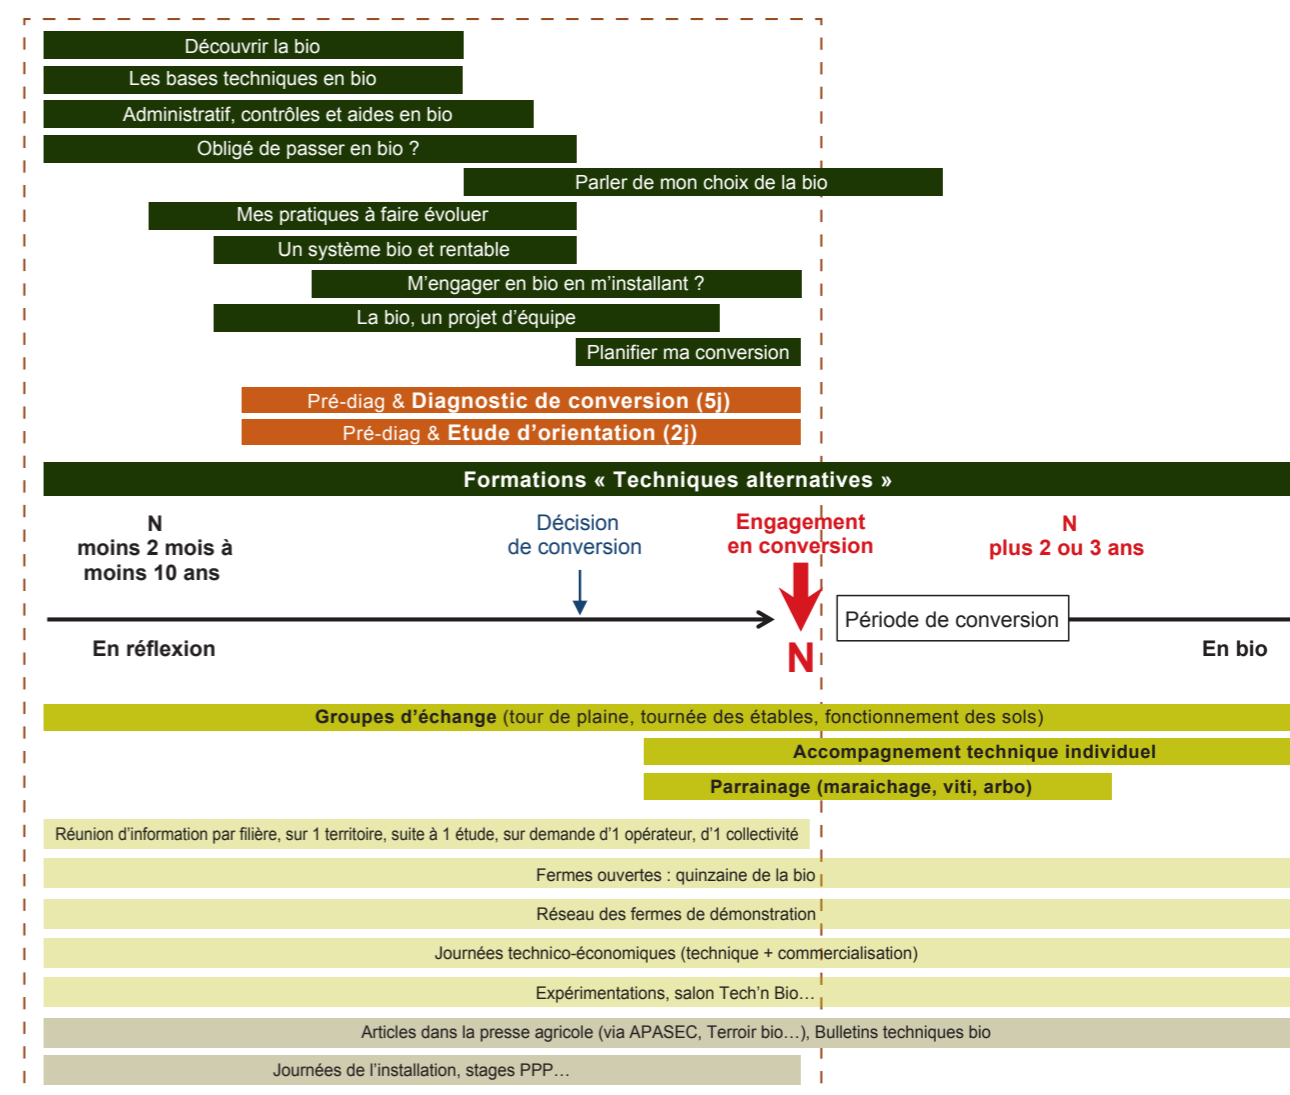 Découvrir la bio
Les bases techniques en bio
Administratif, contrôles et aides en bio
Obligé de passer en bio ?
Parler de mon choix de la bio
Mes pratiques à faire évoluer
Un système bio et rentable
M’engager en bio en m’installant ?
La bio, un projet d’équipe
Planifier ma conversion
Pré-diag & Diagnostic de conversion (5j)
Pré-diag & Etude d’orientation (2j)
Formations « Techniques alternatives »
N
moins 2 mois à
moins 10 ans
Décision
de conversion
Engagement
en conversion
N
plus 2 ou 3 ans
Période de conversion
En réflexion
N
En bio
Groupes d’échange (tour de plaine, tournée des étables, fonctionnement des sols)
Accompagnement technique individuel
Parrainage (maraichage, viti, arbo)
Réunion d’information par filière, sur 1 territoire, suite à 1 étude, sur demande d’1 opérateur, d’1 collectivité
Fermes ouvertes : quinzaine de la bio
Réseau des fermes de démonstration
Journées technico-économiques (technique + commercialisation)
Expérimentations, salon Tech’n Bio…
Articles dans la presse agricole (via APASEC, Terroir bio…), Bulletins techniques bio
Journées de l’installation, stages PPP…